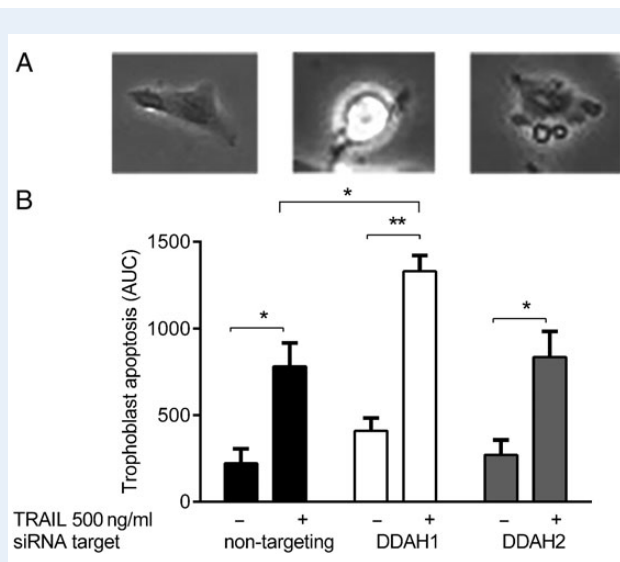 A
B
*
**
*
*
Trophoblast apoptosis (AUC)
1500
1000
500
0
TRAIL 500 ng/ml – + – + – +
siRNA target non-targeting DDAH1 DDAH2